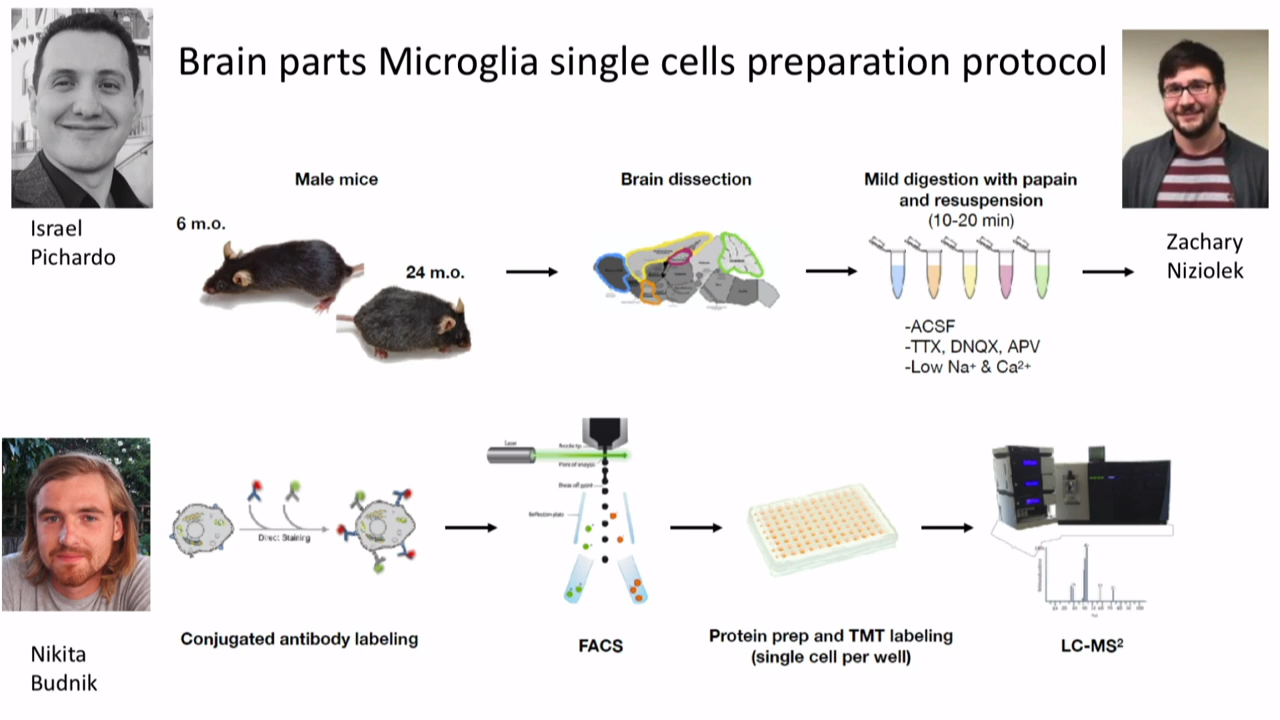 Brain parts Microglia single cells preparation protocol
Israel
Pichardo
Zachary
Niziolek
Male mice
6 m.o.
24 m.o.
Brain dissection
Mild digestion with papain
and resuspension
(10-20 min)
-ACSF
-TTX, DNQX, APV
-Low Na⁺ & Ca²⁺
Nikita
Budnik
Direct Staining
Conjugated antibody labeling
Laser
FACS
Protein prep and TMT labeling
(single cell per well)
LC-MS²